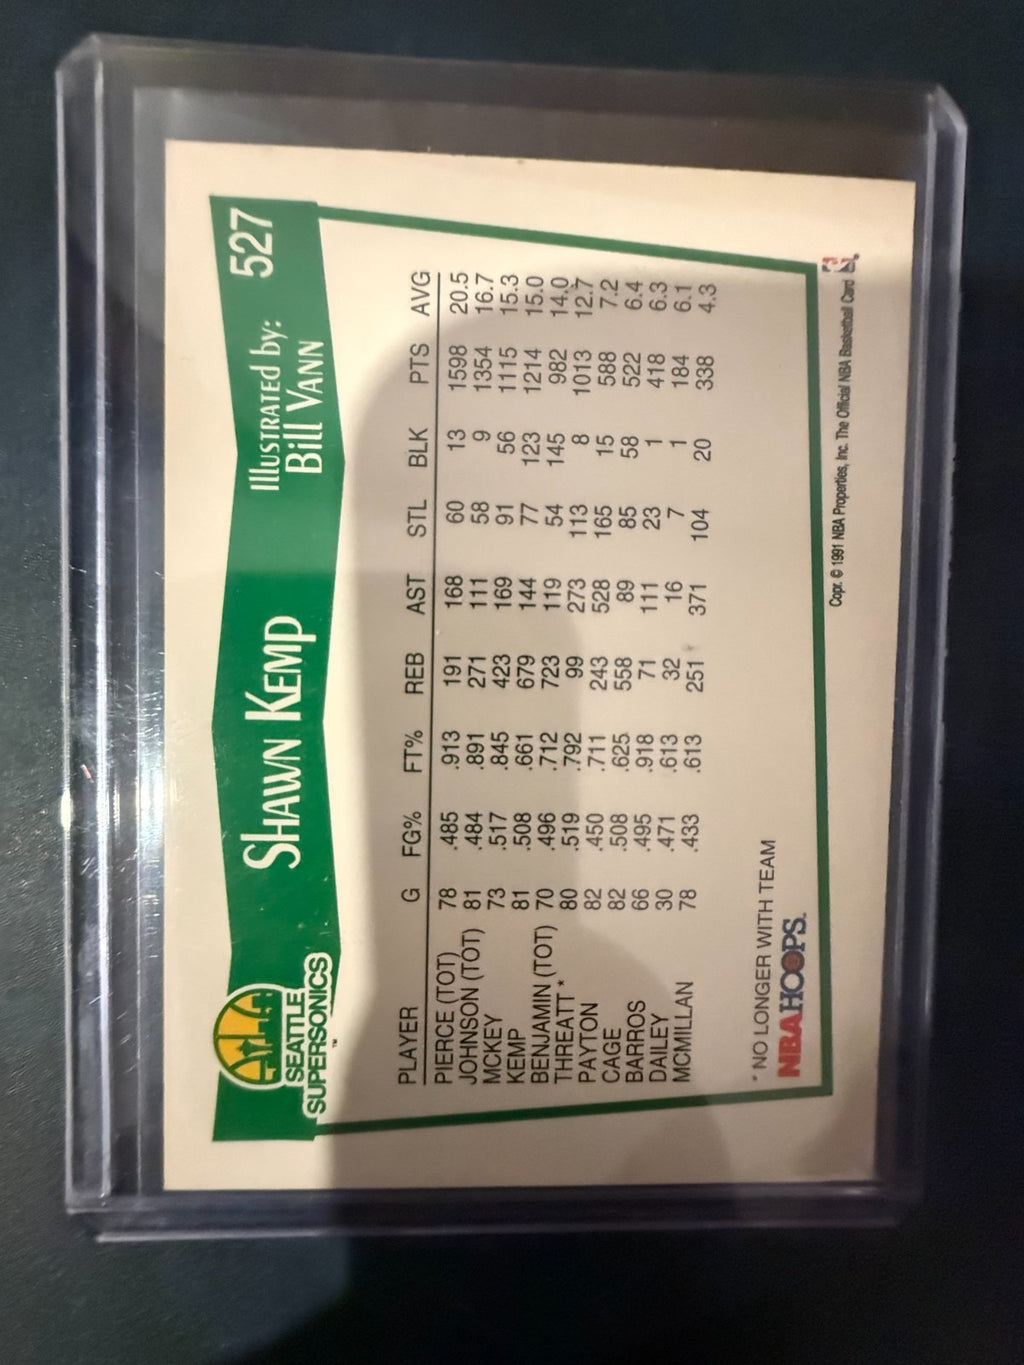 SEATTLE
SUPERSONICS
™
SHAWN KEMP
Illustrated by:
Bill Vann
527
PLAYER G FG% FT% REB AST STL BLK PTS AVG
PIERCE (TOT) 78 .485 .913 191 168 60 13 1598 20.5
JOHNSON (TOT) 81 .484 .891 271 111 58 9 1354 16.7
MCKEY 73 .517 .845 423 169 91 56 1115 15.3
KEMP 81 .508 .661 679 144 77 123 1214 15.0
BENJAMIN (TOT) 70 .496 .712 723 119 54 145 982 14.0
THREATT* 80 .519 .792 99 273 113 8 1013 12.7
PAYTON 82 .450 .711 243 528 165 15 588 7.2
CAGE 82 .508 .625 558 89 85 58 522 6.4
BARROS 66 .495 .918 71 111 23 1 418 6.3
DAILEY 30 .471 .613 32 16 7 1 184 6.1
MCMILLAN 78 .433 .613 251 371 104 20 338 4.3
* NO LONGER WITH TEAM
NBA HOOPS™
Copr. © 1991 NBA Properties, Inc. The Official NBA Basketball Card